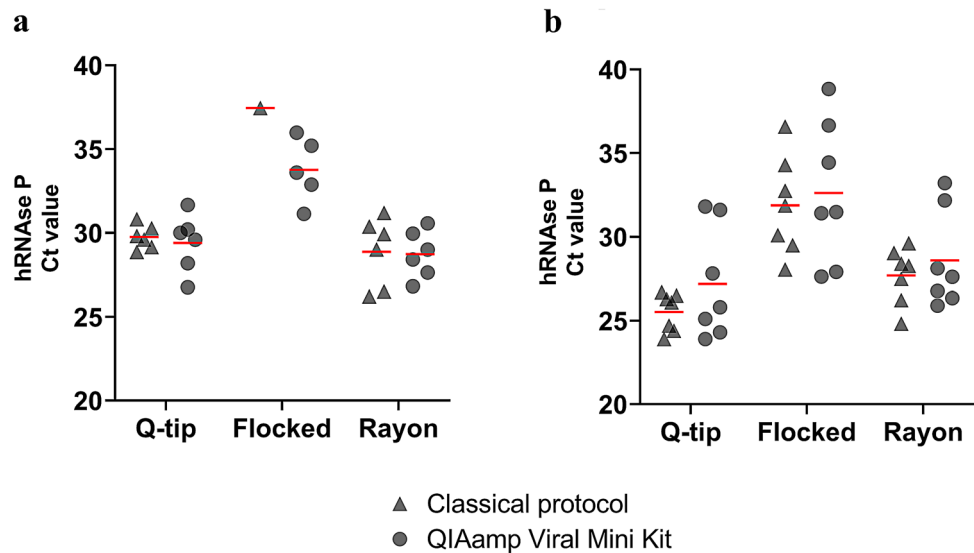 a
hRNAse P
Ct value
40
35
30
25
20
Q-tip
Flocked
Rayon
b
hRNAse P
Ct value
40
35
30
25
20
Q-tip
Flocked
Rayon
Classical protocol
QIAamp Viral Mini Kit